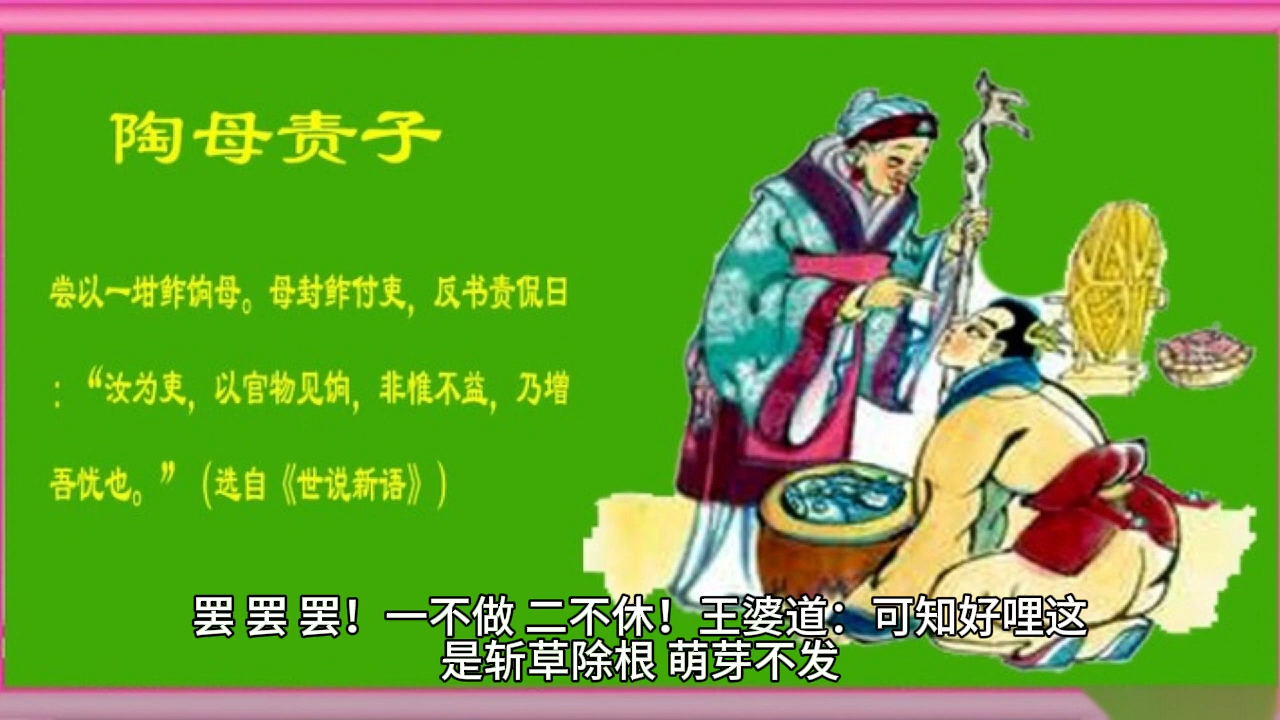 陶母责子
尝以一坩鲊饷母。母封鲊付吏，反书责侃曰
：“汝为吏，以官物见饷，非惟不益，乃增
吾忧也。”（选自《世说新语》）
罢 罢 罢！一不做 二不休！王婆道：可知好哩这
是斩草除根 萌芽不发